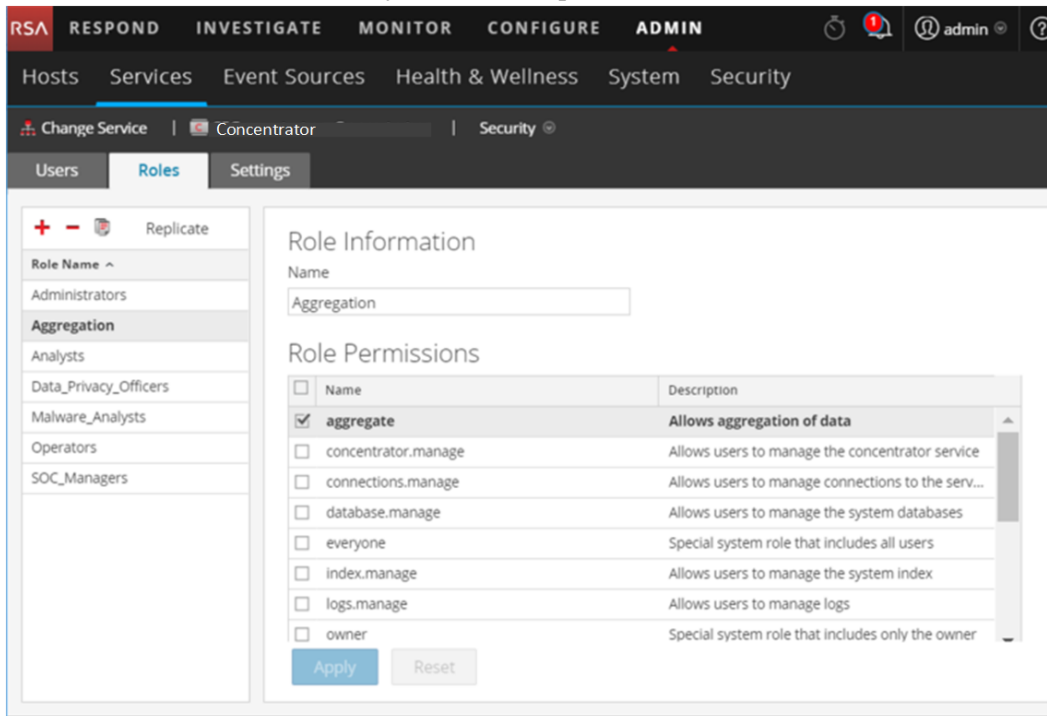 RSA RESPOND INVESTIGATE MONITOR CONFIGURE ADMIN 1 admin ?
Hosts Services Event Sources Health & Wellness System Security
Change Service | C Concentrator | Security
Users Roles Settings
+ - Replicate
Role Name
Administrators
Aggregation
Analysts
Data_Privacy_Officers
Malware_Analysts
Operators
SOC_Managers
Role Information
Name
Aggregation
Role Permissions
Name Description
aggregate Allows aggregation of data
concentrator.manage Allows users to manage the concentrator service
connections.manage Allows users to manage connections to the serv...
database.manage Allows users to manage the system databases
everyone Special system role that includes all users
index.manage Allows users to manage the system index
logs.manage Allows users to manage logs
owner Special system role that includes only the owner
Apply Reset